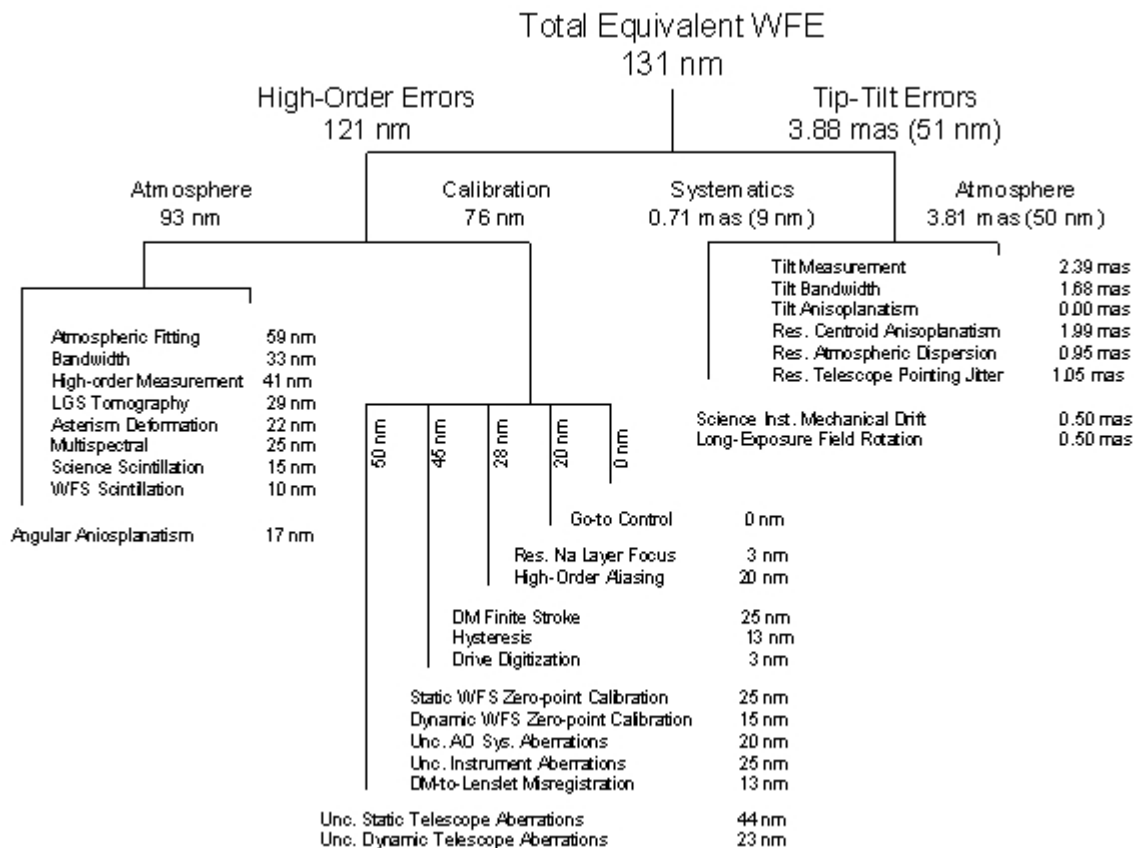 Total Equivalent WFE
131 nm
High-Order Errors
121 nm
Tip-Tilt Errors
3.88 mas (51 nm)
Atmosphere
93 nm
Calibration
76 nm
Systematics
0.71 mas (9 nm)
Atmosphere
3.81 mas (50 nm)
Tilt Measurement 2.39 mas
Tilt Bandwidth 1.68 mas
Tilt Anisoplanatism 0.00 mas
Res. Centroid Anisoplanatism 1.99 mas
Res. Atmospheric Dispersion 0.95 mas
Res. Telescope Pointing Jitter 1.05 mas
Science Inst. Mechanical Drift 0.50 mas
Long-Exposure Field Rotation 0.50 mas
Atmospheric Fitting 59 nm
Bandwidth 33 nm
High-order Measurement 41 nm
LGS Tomography 29 nm
Asterism Deformation 22 nm
Multispectral 25 nm
Science Scintillation 15 nm
WFS Scintillation 10 nm
Angular Aniosplanatism 17 nm
50 nm
45 nm
28 nm
20 nm
0 nm
Go-to Control 0 nm
Res. Na Layer Focus 3 nm
High-Order Aliasing 20 nm
DM Finite Stroke 25 nm
Hysteresis 13 nm
Drive Digitization 3 nm
Static WFS Zero-point Calibration 25 nm
Dynamic WFS Zero-point Calibration 15 nm
Unc. AO Sys. Aberrations 20 nm
Unc. Instrument Aberrations 25 nm
DM-to-Lenslet Misregistration 13 nm
Unc. Static Telescope Aberrations 44 nm
Unc. Dynamic Telescope Aberrations 23 nm